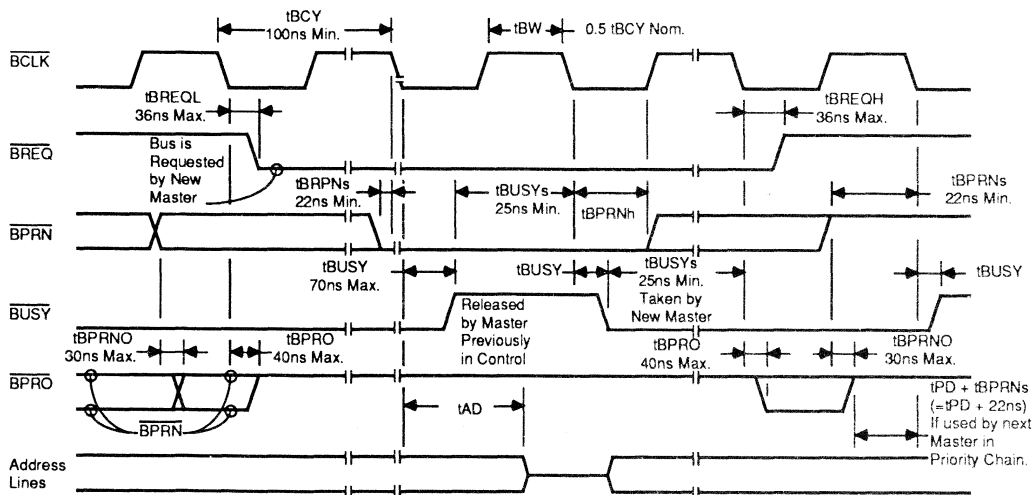 tBCY
100ns Min.
tBW
0.5 tBCY Nom.
BCLK
tBREQL
36ns Max.
tBREQH
36ns Max.
BREQ
Bus is
Requested
by New
Master
tBRPNs
22ns Min.
tBUSYs
25ns Min.
tBPRNh
tBPRNs
22ns Min.
BPRN
tBUSY
70ns Max.
tBUSY
tBUSYs
25ns Min.
Taken by
New Master
tBUSY
BUSY
Released
by Master
Previously
in Control
tBPRNO
30ns Max.
tBPRO
40ns Max.
tBPRO
40ns Max.
tBPRNO
30ns Max.
BPRO
BPRN
tAD
tPD + tBPRNs
(=tPD + 22ns)
If used by next
Master in
Priority Chain.
Address
Lines